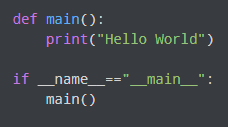 def main():
    print("Hello World")

if __name__=="__main__":
    main()